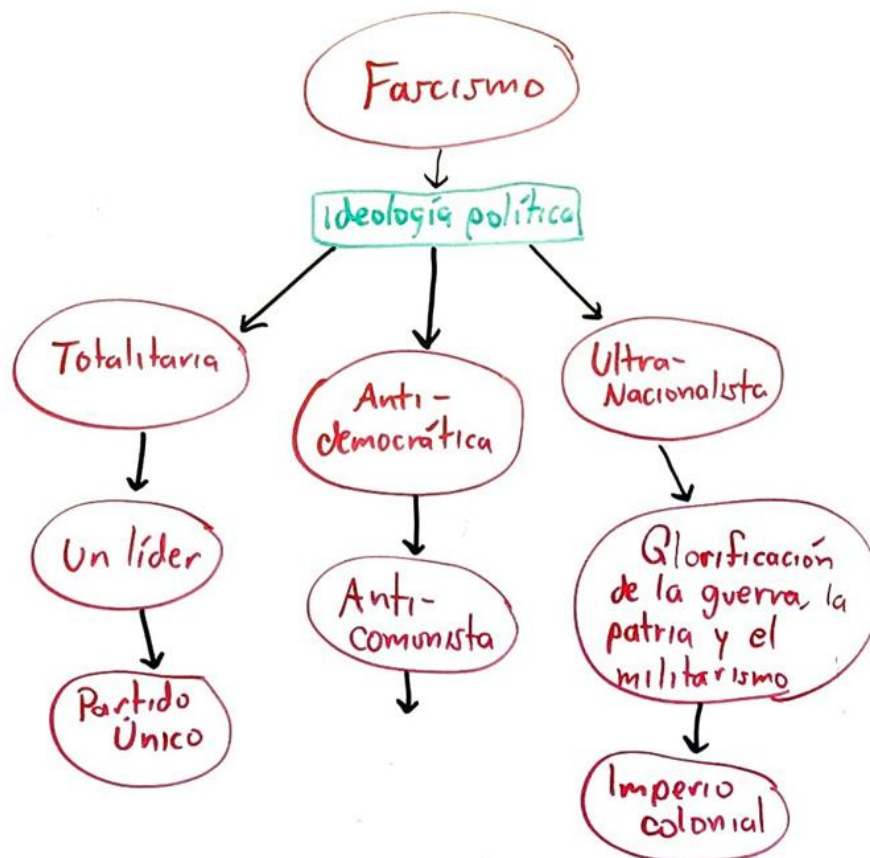 Fascismo
ideología política
Totalitaria
Anti-
democrática
Ultra-
Nacionalista
Un líder
Anti-
comunista
Glorificación
de la guerra, la
patria y el
militarismo
Partido
Único
Imperio
colonial